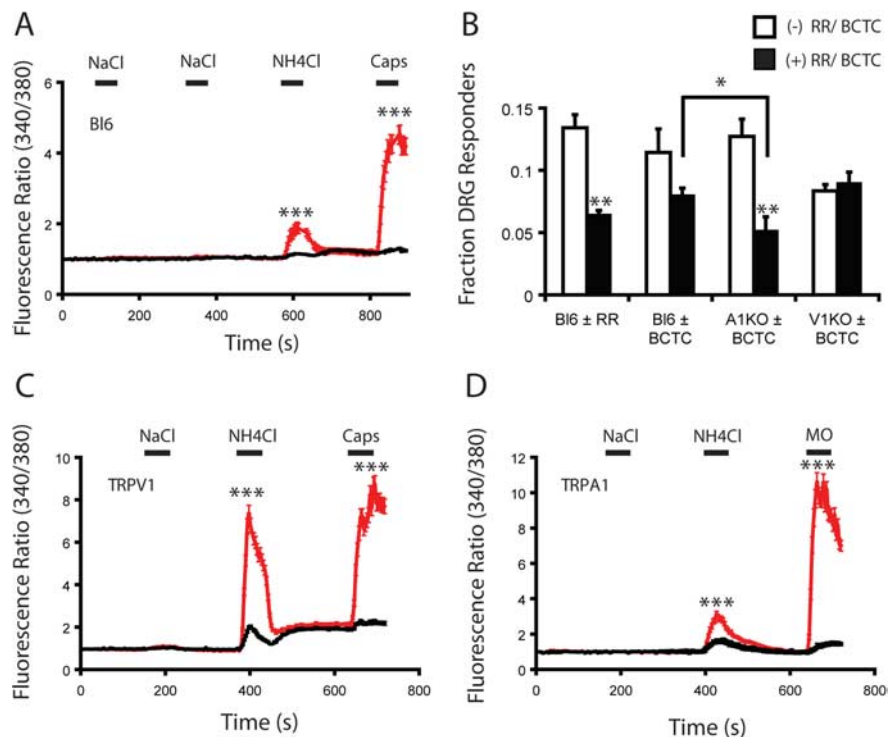 A
NaCl NaCl NH4Cl Caps
Bl6
***
***
Fluorescence Ratio (340/380)
6
4
2
0
0 200 400 600 800
Time (s)
B
(-) RR/ BCTC
(+) RR/ BCTC
*
**
**
Fraction DRG Responders
0.15
0.1
0.05
0
Bl6 ± RR
Bl6 ±
BCTC
A1KO ±
BCTC
V1KO ±
BCTC
C
NaCl NH4Cl Caps
TRPV1
***
***
Fluorescence Ratio (340/380)
10
8
6
4
2
0
0 200 400 600 800
Time (s)
D
NaCl NH4Cl MO
TRPA1
***
***
Fluorescence Ratio (340/380)
12
10
8
6
4
2
0
0 200 400 600 800
Time (s)